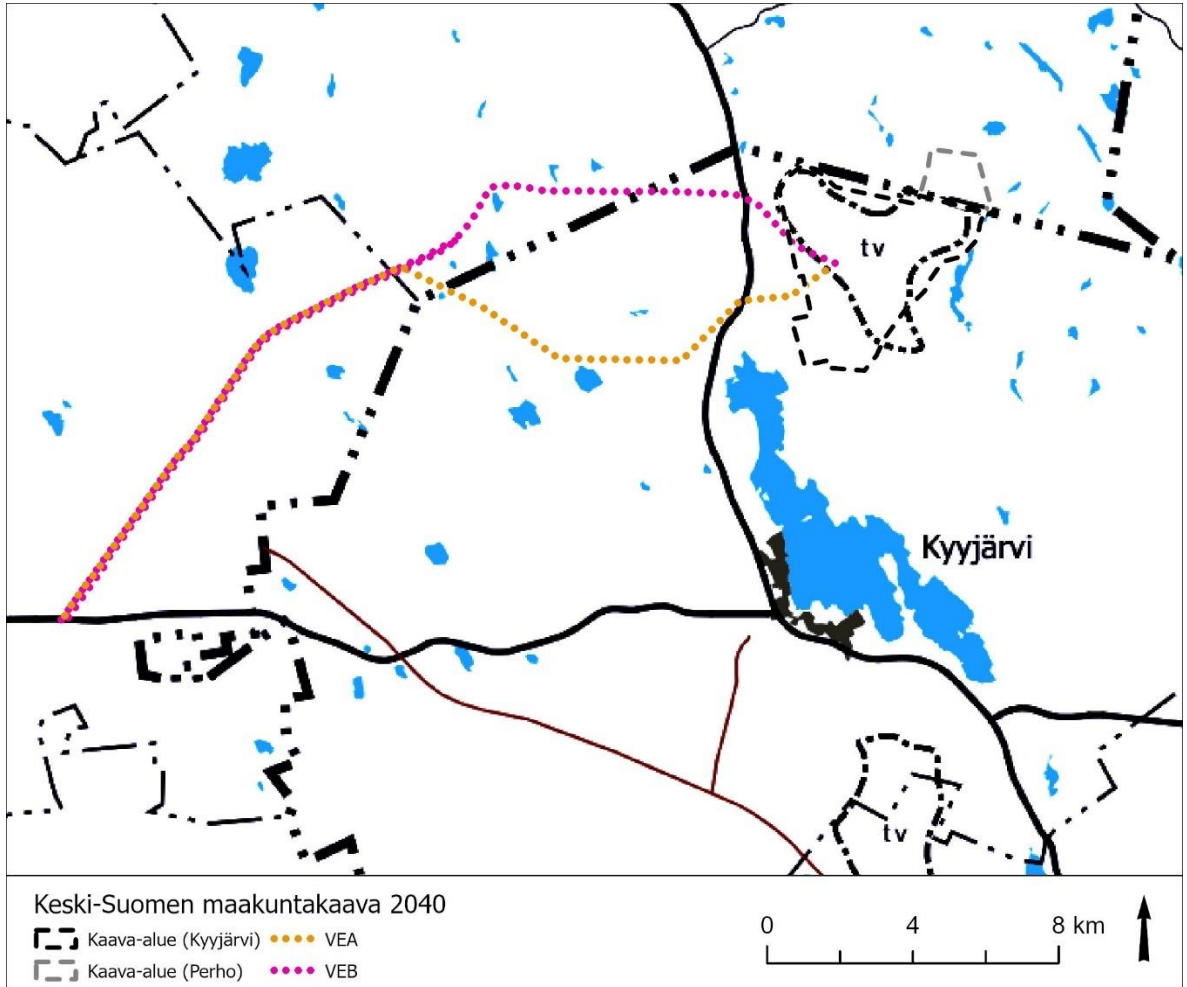 tv
Kyyjärvi
tv
Keski-Suomen maakuntakaava 2040
Kaava-alue (Kyyjärvi) VEA
Kaava-alue (Perho) VEB
0 4 8 km